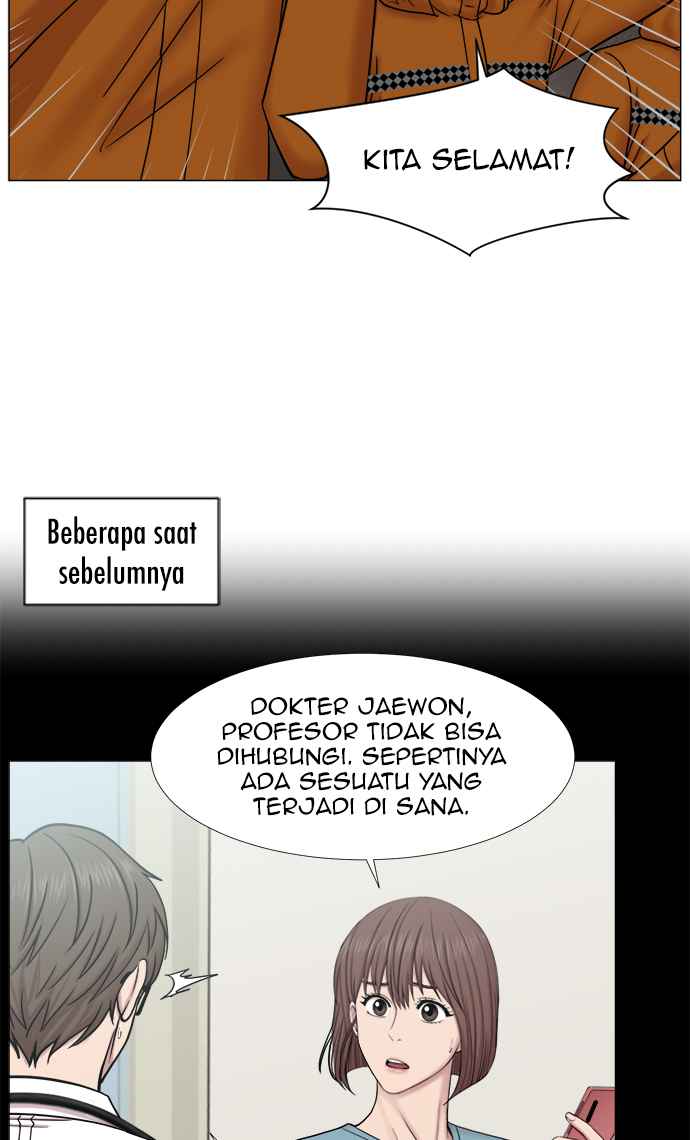 KITA SELAMAT!
Beberapa saat
sebelumnya
DOKTER JAEWON,
PROFESOR TIDAK BISA
DIHUBUNGI. SEPERTINYA
ADA SESUATU YANG
TERJADI DI SANA.